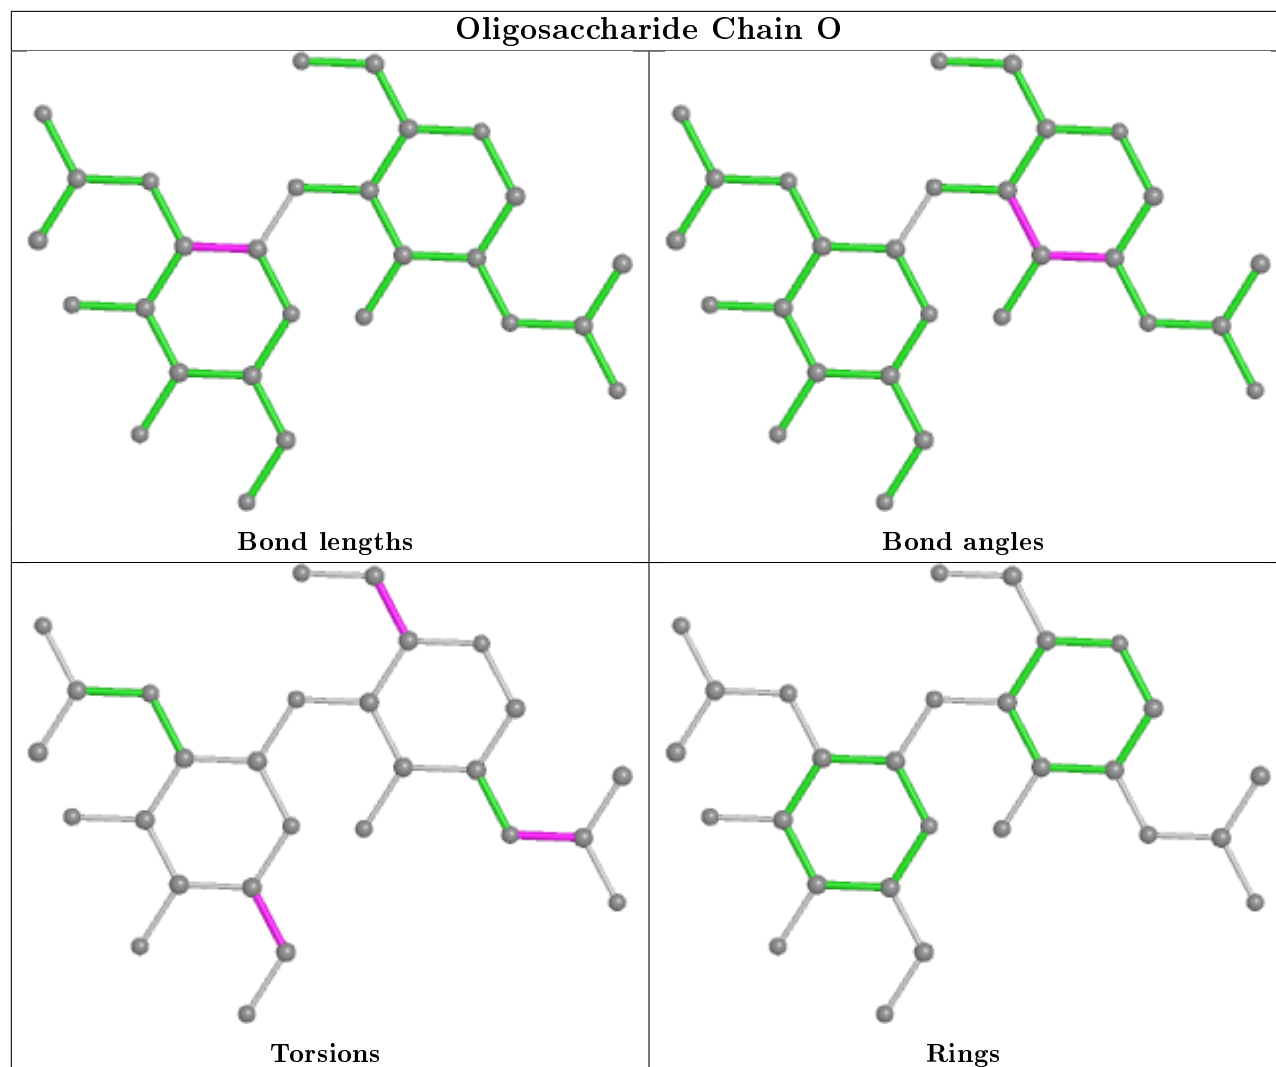 Oligosaccharide Chain O
Bond lengths
Bond angles
Torsions
Rings